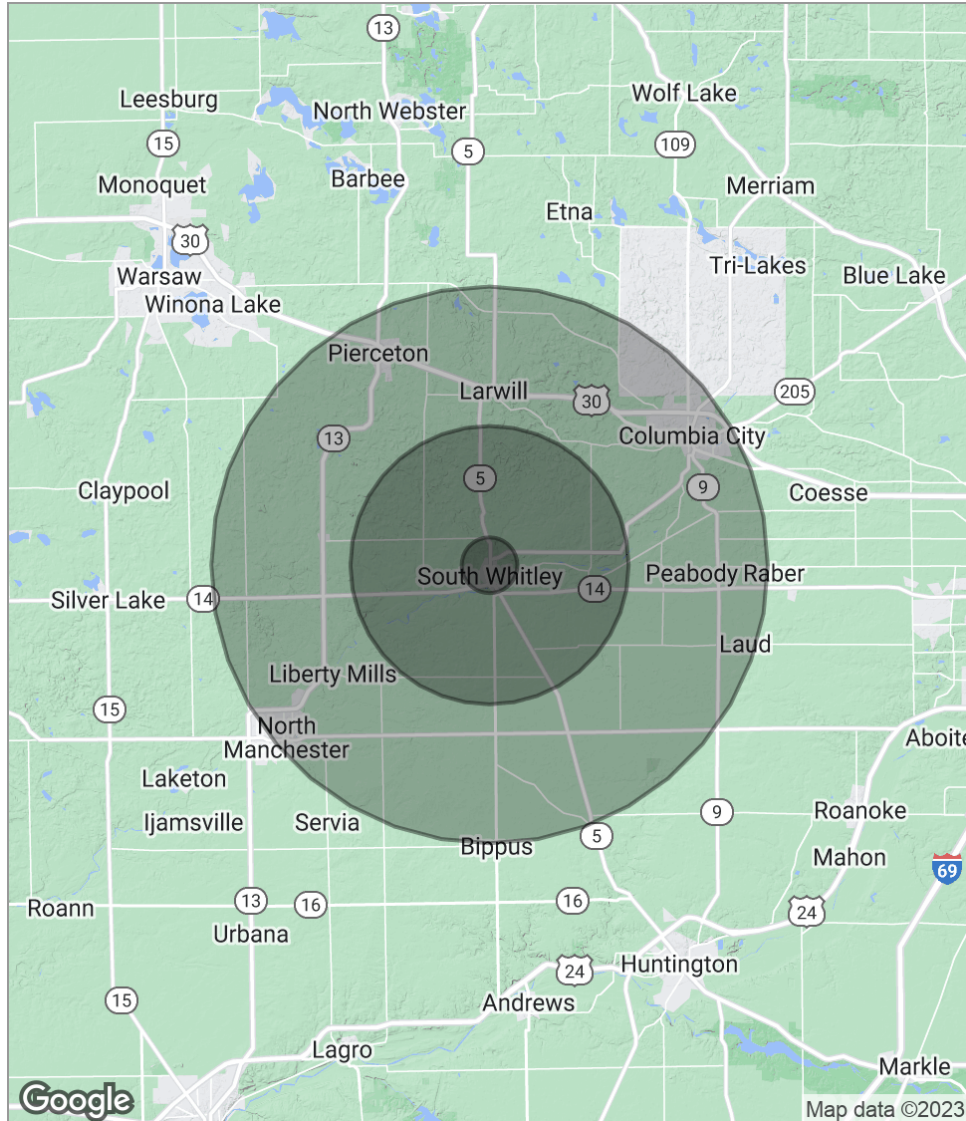 13
Wolf Lake
Leesburg
North Webster
15
5
109
Barbee
Monoquet
Merriam
Etna
30
Tri-Lakes
Warsaw
Blue Lake
Winona Lake
Pierceton
Larwill
30
205
13
Columbia City
5
9
Claypool
Coesse
South Whitley
Peabody Raber
14
Silver Lake
14
Laud
Liberty Mills
15
North
Manchester
Aboite
Laketon
Roanoke
9
Ijamsville
Servia
5
Bippus
Mahon
69
13
16
16
24
Roann
Urbana
Huntington
24
15
Andrews
Lagro
Markle
Google
Map data ©2023